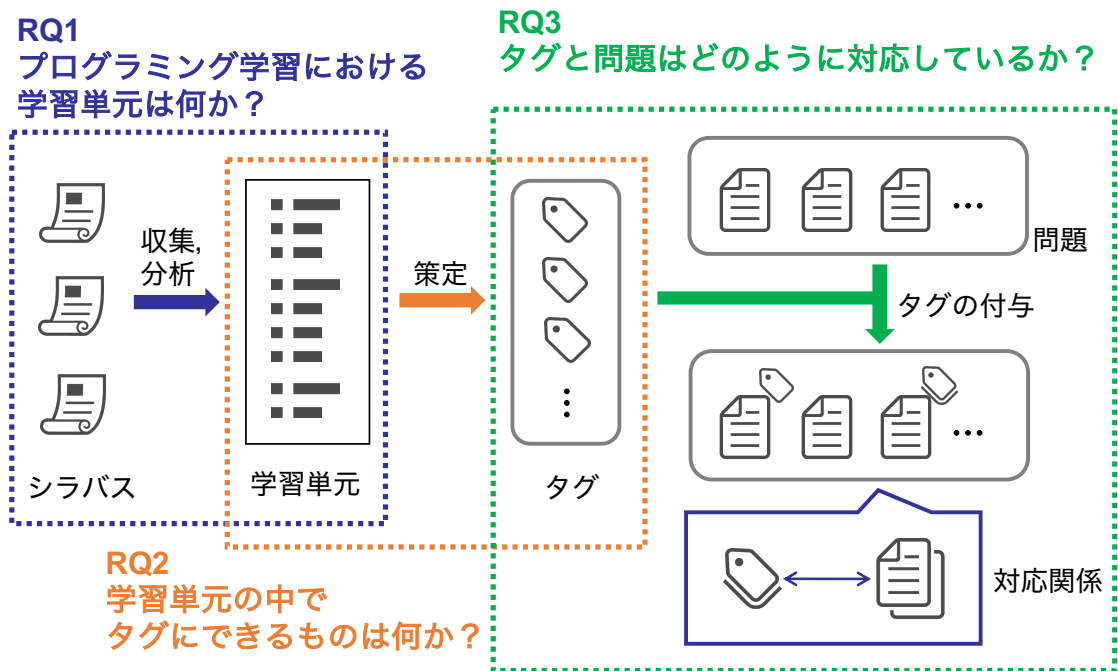 RQ1
プログラミング学習における
学習単元は何か？
RQ3
タグと問題はどのように対応しているか？
収集,
分析
策定
問題
タグの付与
…
…
⋮
シラバス
学習単元
タグ
対応関係
RQ2
学習単元の中で
タグにできるものは何か？